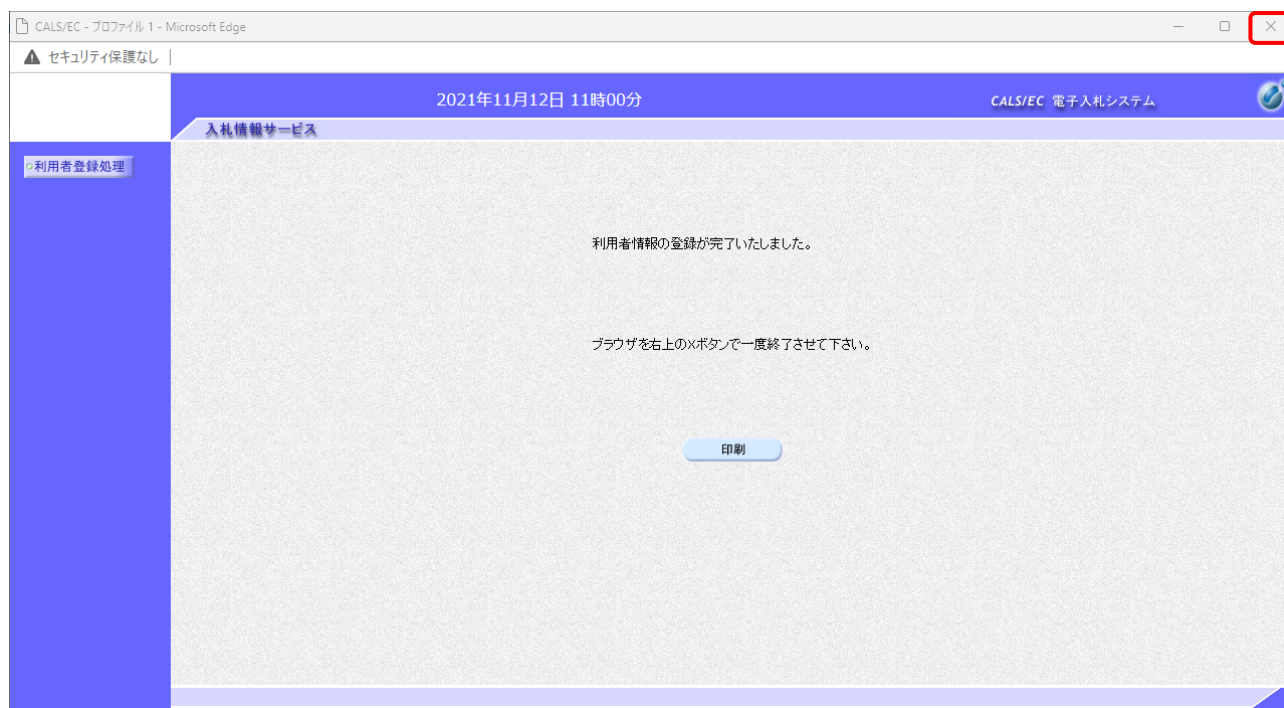 CALS/EC - プロファイル 1 - Microsoft Edge
セキュリティ保護なし
2021年11月12日 11時00分
CALS/EC 電子入札システム
入札情報サービス
利用者登録処理
利用者情報の登録が完了いたしました。
ブラウザを右上の×ボタンで一度終了させて下さい。
印刷